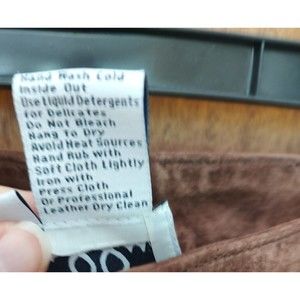 Hand Wash Cold
Inside Out
Use Liquid Detergents
For Delicates
Do Not Bleach
Hang To Dry
Avoid Heat Sources
Hand Rub with
Soft Cloth Lightly
Iron with
Press Cloth
Or Professional
Leather Dry Clean